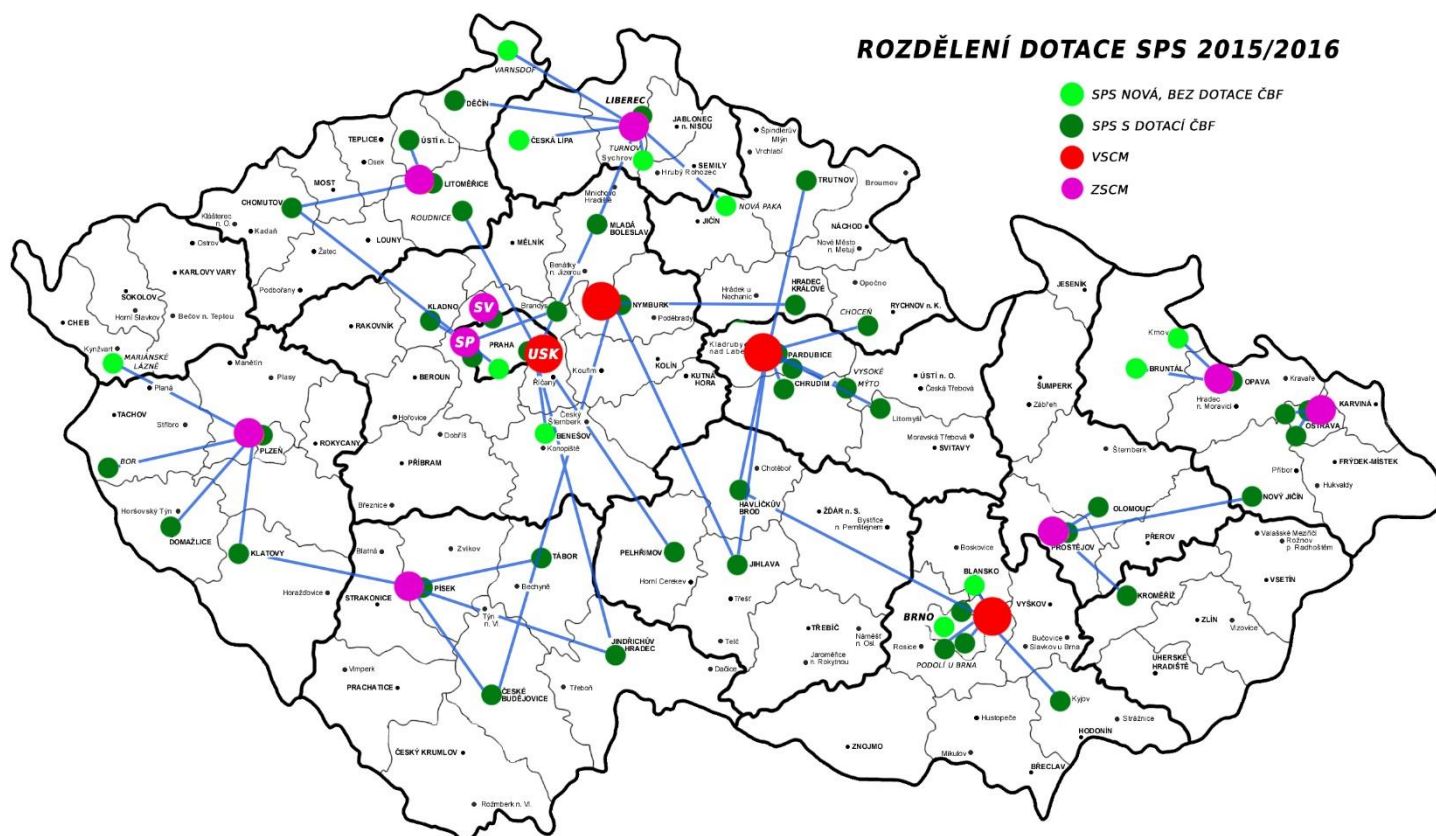 ROZDĚLENÍ DOTACE SPS 2015/2016
SPS NOVÁ, BEZ DOTACE ČBF
SPS S DOTACÍ ČBF
VSCM
ZSCM
VARNSDOF
DĚČÍN
LIBEREC
JABLONEC
n. NISOU
TEPLICE
ÚSTÍ n. L.
ČESKÁ LÍPA
TURNOV
Sychrov
Špindlerův
Mlýn
Vrchlabí
Osek
SEMILY
Hrubý Rohozec
MOST
LITOMĚŘICE
Mnichovo
Hradiště
TRUTNOV
Broumov
CHOMUTOV
Klášterec
n. O.
Kadaň
ROUDNICE
NOVÁ PAKA
JIČÍN
MLADÁ
BOLESLAV
NÁCHOD
Nové Město
n. Metují
Ostrov
LOUNY
Žatec
MĚLNÍK
Benátky
n. Jizerou
KARLOVY VARY
SOKOLOV
Horní Slavkov
Bečov n. Teplou
Podbořany
Hrádek u
Nechanic
HRADEC
KRÁLOVÉ
Opočno
RYCHNOV n. K.
JESENÍK
CHEB
RAKOVNÍK
KLADNO
SV
Brandýs
NYMBURK
Poděbrady
CHOCEŇ
Krnov
Kynžvart
MARIÁNSKÉ
LÁZNĚ
Manětín
SP
PRAHA
USK
Kladruby
nad Labem
PARDUBICE
Planá
Plasy
BEROUN
Říčany
Kouřim
KOLÍN
KUTNÁ
HORA
CHRUDIM
VYSOKÉ
MÝTO
ÚSTÍ n. O.
Česká Třebová
ŠUMPERK
BRUNTÁL
OPAVA
Kravaře
TACHOV
Stříbro
Hořovice
Dobříš
Český
Šternberk
Litomyšl
Zábřeh
Hradec
n. Moravicí
KARVINÁ
OSTRAVA
PLZEŇ
ROKYCANY
BENEŠOV
Konopiště
Moravská Třebová
SVITAVY
BOR
PŘÍBRAM
Chotěboř
Šternberk
FRÝDEK-MÍSTEK
Příbor
Hukvaldy
Horšovský Týn
Březnice
HAVLÍČKŮV
BROD
ŽĎÁR n. S.
Bystřice
n. Pernštejnem
OLOMOUC
NOVÝ JIČÍN
DOMAŽLICE
KLATOVY
Blatná
Zvíkov
TÁBOR
PELHŘIMOV
JIHLAVA
Boskovice
PROSTĚJOV
PŘEROV
Valašské Meziříčí
Rožnov
p. Radhoštěm
Horažďovice
STRAKONICE
PÍSEK
Bechyně
Horní Cerekev
BLANSKO
VSETÍN
Týn
n. Vl.
Třešť
VYŠKOV
KROMĚŘÍŽ
BRNO
TŘEBÍČ
Náměšť
n. Osl.
Rosice
Bučovice
Slavkov u Brna
ZLÍN
Vizovice
JINDŘICHŮV
HRADEC
Telč
Jaroměřice
n. Rokytnou
PODOLÍ U BRNA
UHERSKÉ
HRADIŠTĚ
Vimperk
PRACHATICE
Dačice
ČESKÉ
BUDĚJOVICE
Třeboň
Kyjov
Strážnice
Hustopeče
HODONÍN
ČESKÝ KRUMLOV
ZNOJMO
Mikulov
BŘECLAV
Rožmberk n. Vl.